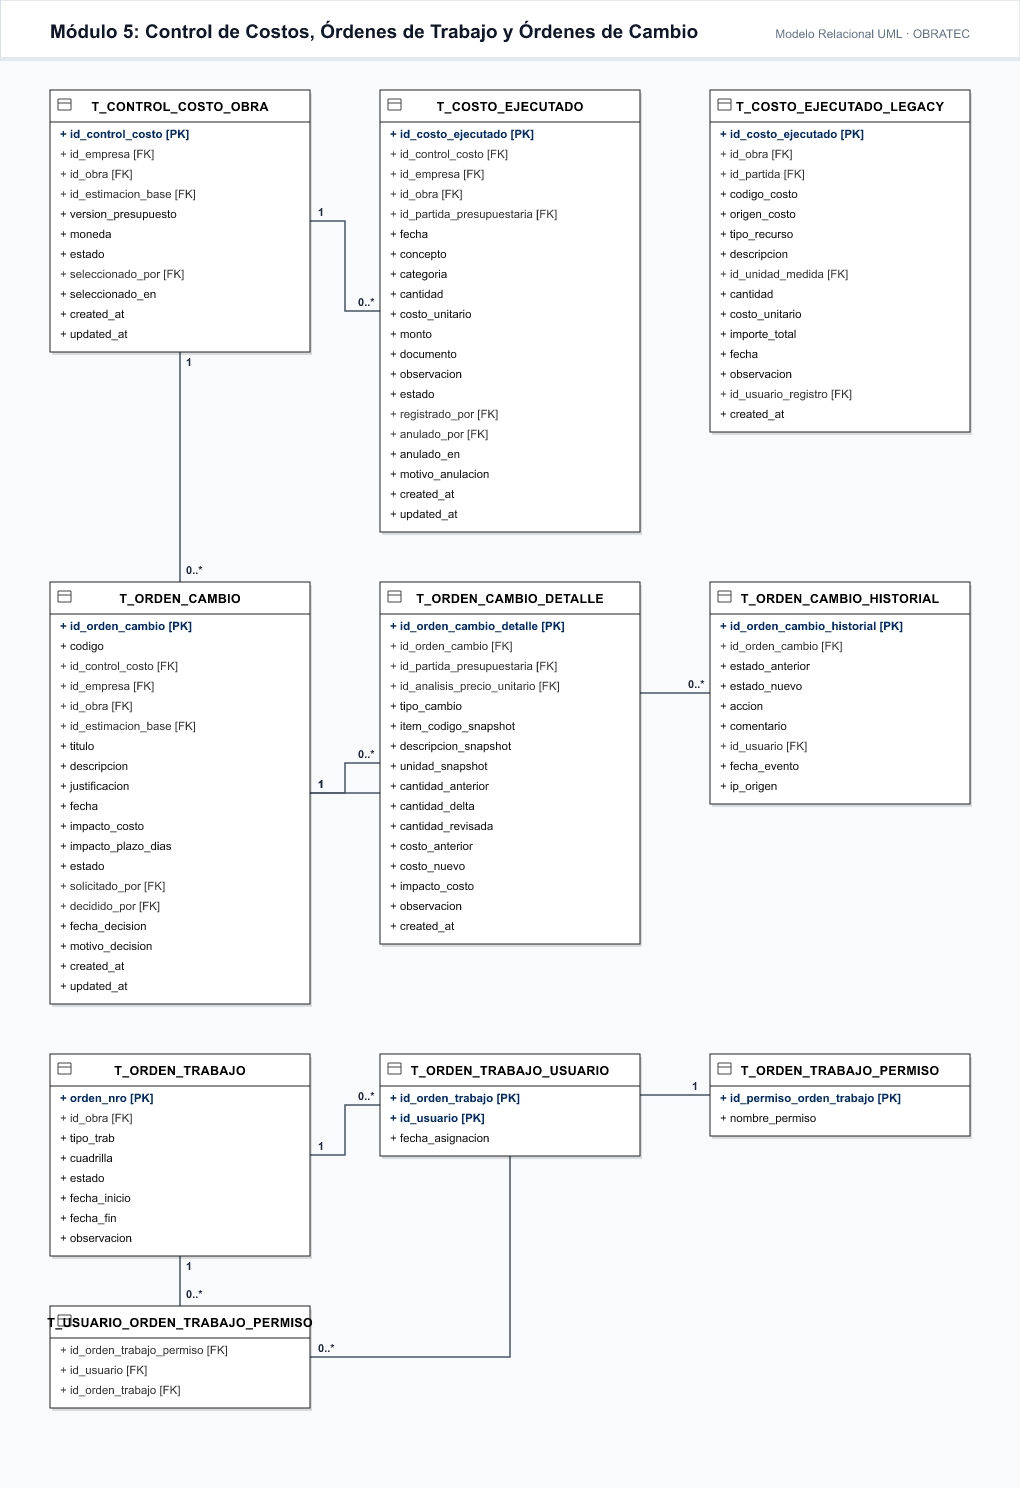 Módulo 5: Control de Costos, Órdenes de Trabajo y Órdenes de Cambio
Modelo Relacional UML · OBRATEC
T_CONTROL_COSTO_OBRA
+ id_control_costo [PK]
+ id_empresa [FK]
+ id_obra [FK]
+ id_estimacion_base [FK]
+ version_presupuesto
+ moneda
+ estado
+ seleccionado_por [FK]
+ seleccionado_en
+ created_at
+ updated_at
1
0..*
1
0..*
T_COSTO_EJECUTADO
+ id_costo_ejecutado [PK]
+ id_control_costo [FK]
+ id_empresa [FK]
+ id_obra [FK]
+ id_partida_presupuestaria [FK]
+ fecha
+ concepto
+ categoria
+ cantidad
+ costo_unitario
+ monto
+ documento
+ observacion
+ estado
+ registrado_por [FK]
+ anulado_por [FK]
+ anulado_en
+ motivo_anulacion
+ created_at
+ updated_at
T_COSTO_EJECUTADO_LEGACY
+ id_costo_ejecutado [PK]
+ id_obra [FK]
+ id_partida [FK]
+ codigo_costo
+ origen_costo
+ tipo_recurso
+ descripcion
+ id_unidad_medida [FK]
+ cantidad
+ costo_unitario
+ importe_total
+ fecha
+ observacion
+ id_usuario_registro [FK]
+ created_at
T_ORDEN_CAMBIO
+ id_orden_cambio [PK]
+ codigo
+ id_control_costo [FK]
+ id_empresa [FK]
+ id_obra [FK]
+ id_estimacion_base [FK]
+ titulo
+ descripcion
+ justificacion
+ fecha
+ impacto_costo
+ impacto_plazo_dias
+ estado
+ solicitado_por [FK]
+ decidido_por [FK]
+ fecha_decision
+ motivo_decision
+ created_at
+ updated_at
1
0..*
T_ORDEN_CAMBIO_DETALLE
+ id_orden_cambio_detalle [PK]
+ id_orden_cambio [FK]
+ id_partida_presupuestaria [FK]
+ id_analisis_precio_unitario [FK]
+ tipo_cambio
+ item_codigo_snapshot
+ descripcion_snapshot
+ unidad_snapshot
+ cantidad_anterior
+ cantidad_delta
+ cantidad_revisada
+ costo_anterior
+ costo_nuevo
+ impacto_costo
+ observacion
+ created_at
0..*
T_ORDEN_CAMBIO_HISTORIAL
+ id_orden_cambio_historial [PK]
+ id_orden_cambio [FK]
+ estado_anterior
+ estado_nuevo
+ accion
+ comentario
+ id_usuario [FK]
+ fecha_evento
+ ip_origen
T_ORDEN_TRABAJO
+ orden_nro [PK]
+ id_obra [FK]
+ tipo_trab
+ cuadrilla
+ estado
+ fecha_inicio
+ fecha_fin
+ observacion
1
0..*
1
0..*
T_ORDEN_TRABAJO_USUARIO
+ id_orden_trabajo [PK]
+ id_usuario [PK]
+ fecha_asignacion
1
T_ORDEN_TRABAJO_PERMISO
+ id_permiso_orden_trabajo [PK]
+ nombre_permiso
T_USUARIO_ORDEN_TRABAJO_PERMISO
+ id_orden_trabajo_permiso [FK]
+ id_usuario [FK]
+ id_orden_trabajo [FK]
0..*